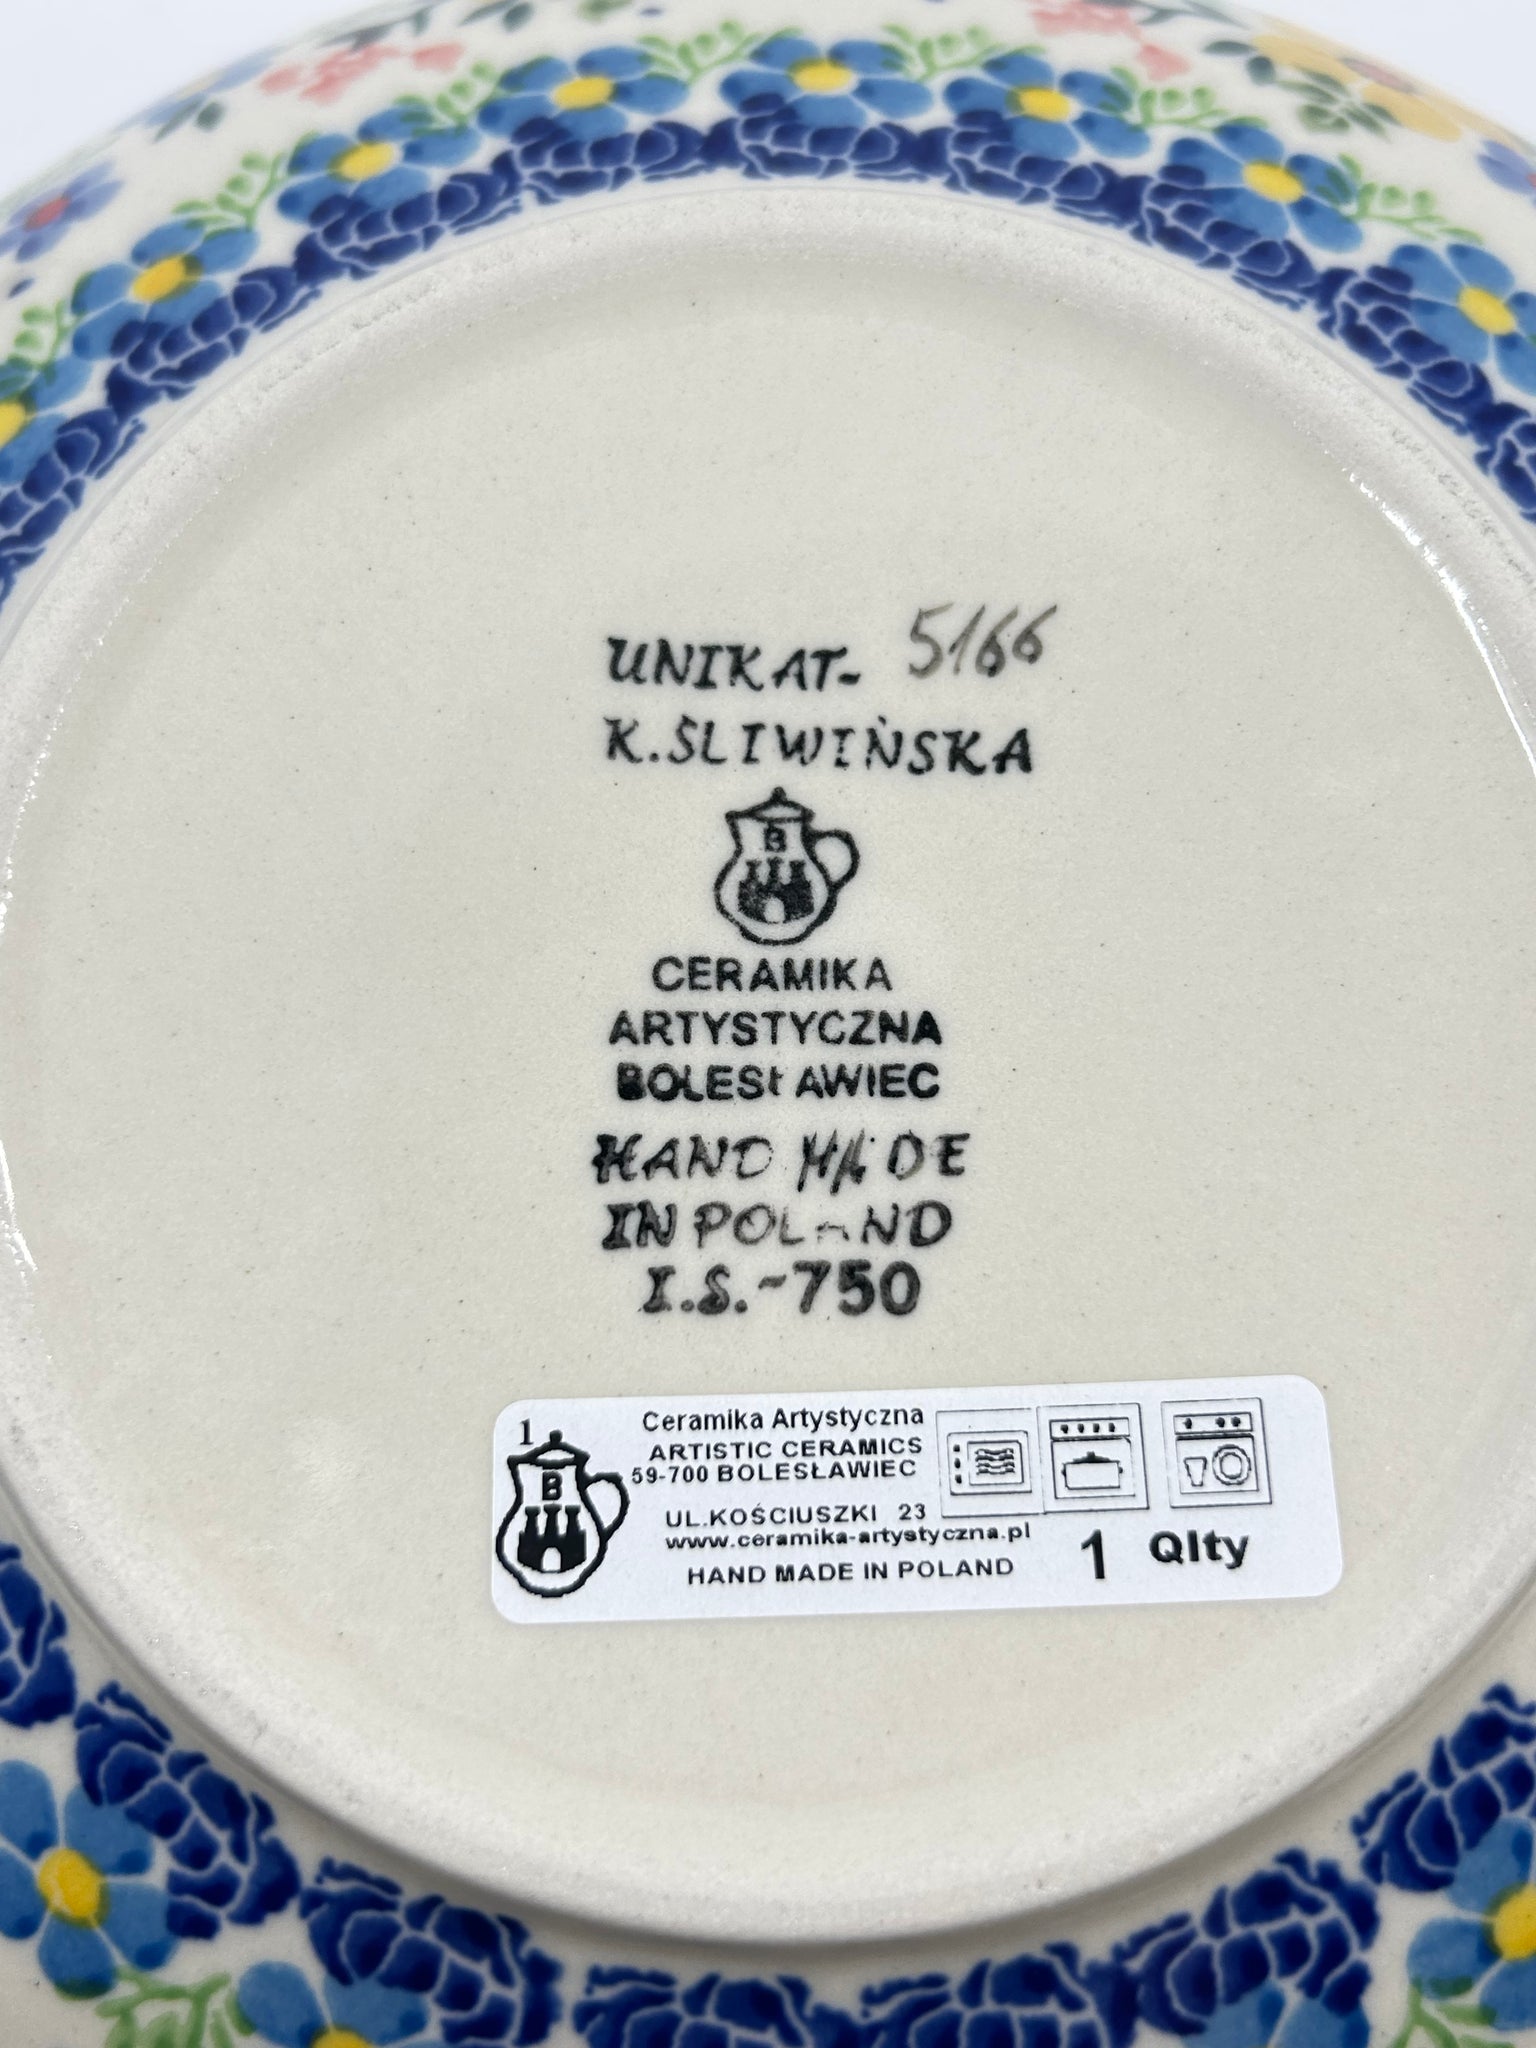 UNIKAT- 5166
K. ŚLIWIŃSKA
B
CERAMIKA
ARTYSTYCZNA
BOLESŁAWIEC
HAND MADE
IN POLAND
I.S.-750
1
B
Ceramika Artystyczna
ARTISTIC CERAMICS
59-700 BOLESŁAWIEC
UL.KOŚCIUSZKI 23
www.ceramika-artystyczna.pl
HAND MADE IN POLAND
1 Qlty